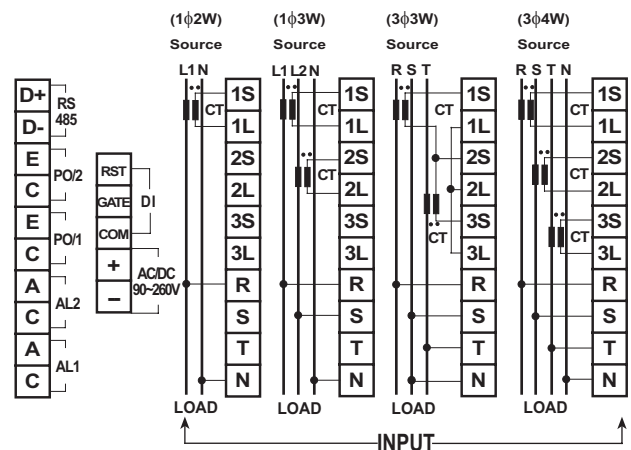 (1ϕ2W) (1ϕ3W) (3ϕ3W) (3ϕ4W)
Source Source Source Source
L1 N L1 L2 N R S T R S T N
D+
D-
E
C
E
C
A
C
A
C
RS
485
PO/2
PO/1
AL2
AL1
RST
GATE
COM
+
−
DI
AC/DC
90~260V
CT
1S
1L
2S
2L
3S
3L
R
S
T
N
LOAD
CT
CT
1S
1L
2S
2L
3S
3L
R
S
T
N
LOAD
CT
CT
1S
1L
2S
2L
3S
3L
R
S
T
N
LOAD
CT
CT
CT
1S
1L
2S
2L
3S
3L
R
S
T
N
LOAD
INPUT